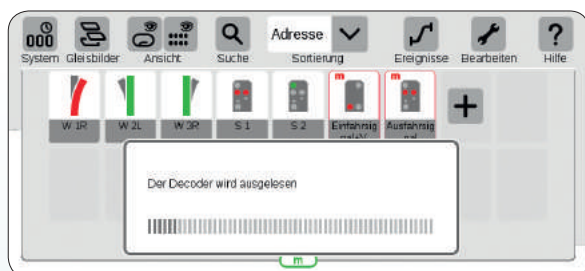 000
Adresse
?
System Gleisbilder Ansicht Suche Sortierung Ereignisse Bearbeiten Hilfe
m m
W 1R W 2L W 3R S 1 S 2 Einfahrsig Ausfahrsig
nal+V nal
Der Decoder wird ausgelesen
m